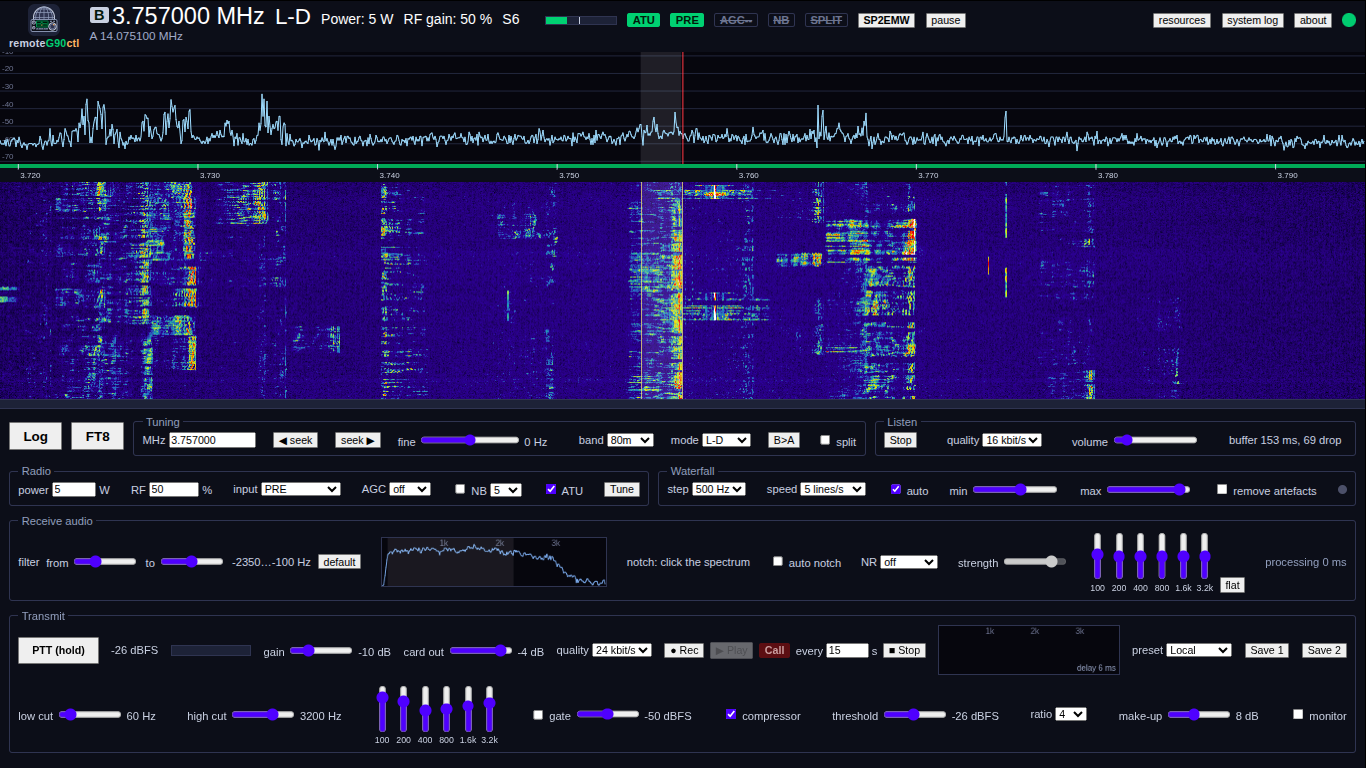 B 3.757000 MHz L-D Power: 5 W RF gain: 50 % S6 ATU PRE AGC-- NB SPLIT SP2EMW pause resources system log about
A 14.075100 MHz
remoteG90ctl
-10
-20
-30
-40
-50
-70
3.720 3.730 3.740 3.750 3.760 3.770 3.780 3.790
Log FT8
Tuning
MHz 3.757000 ◀ seek seek ▶ fine 0 Hz band 80m mode L-D B>A split
Listen
Stop quality 16 kbit/s volume buffer 153 ms, 69 drop
Radio
power 5 W RF 50 % input PRE AGC off NB 5 ATU Tune
Waterfall
step 500 Hz speed 5 lines/s auto min max remove artefacts
Receive audio
1k 2k 3k
filter from to -2350…-100 Hz default notch: click the spectrum auto notch NR off strength flat processing 0 ms
100 200 400 800 1.6k 3.2k
Transmit
1k 2k 3k
PTT (hold) -26 dBFS gain -10 dB card out -4 dB quality 24 kbit/s ● Rec ▶ Play Call every 15 s ■ Stop preset Local Save 1 Save 2
delay 6 ms
low cut 60 Hz high cut 3200 Hz gate -50 dBFS compressor threshold -26 dBFS ratio 4 make-up 8 dB monitor
100 200 400 800 1.6k 3.2k